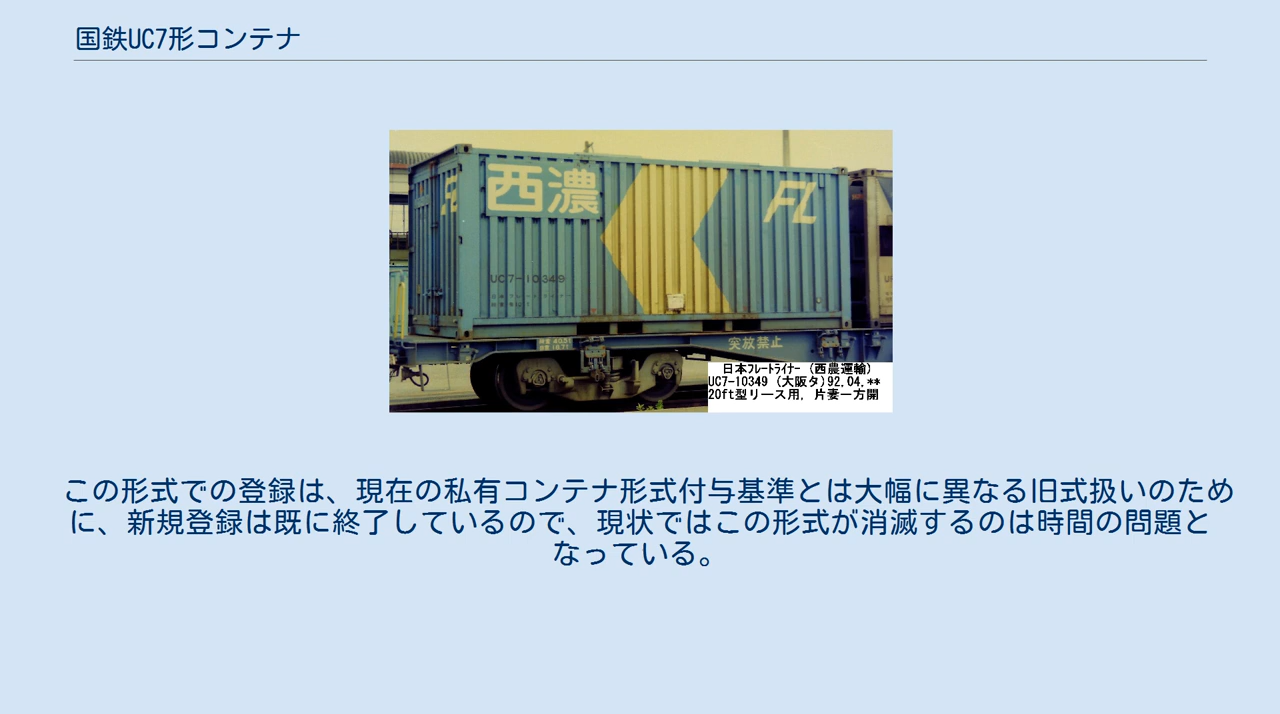 国鉄UC7形コンテナ
西濃
FL
UC7-10349
突放禁止
日本ﾌﾚｰﾄﾗｲﾅｰ (西農運輸)
UC7-10349 (大阪タ)92.04.**
20ft型リース用, 片妻一方開
この形式での登録は、現在の私有コンテナ形式付与基準とは大幅に異なる旧式扱いのため
に、新規登録は既に終了しているので、現状ではこの形式が消滅するのは時間の問題と
なっている。